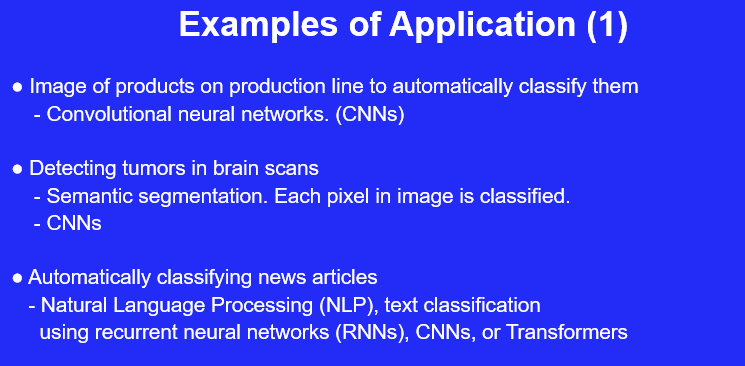 Examples of Application (1)
● Image of products on production line to automatically classify them
- Convolutional neural networks. (CNNs)
● Detecting tumors in brain scans
- Semantic segmentation. Each pixel in image is classified.
- CNNs
● Automatically classifying news articles
- Natural Language Processing (NLP), text classification
using recurrent neural networks (RNNs), CNNs, or Transformers